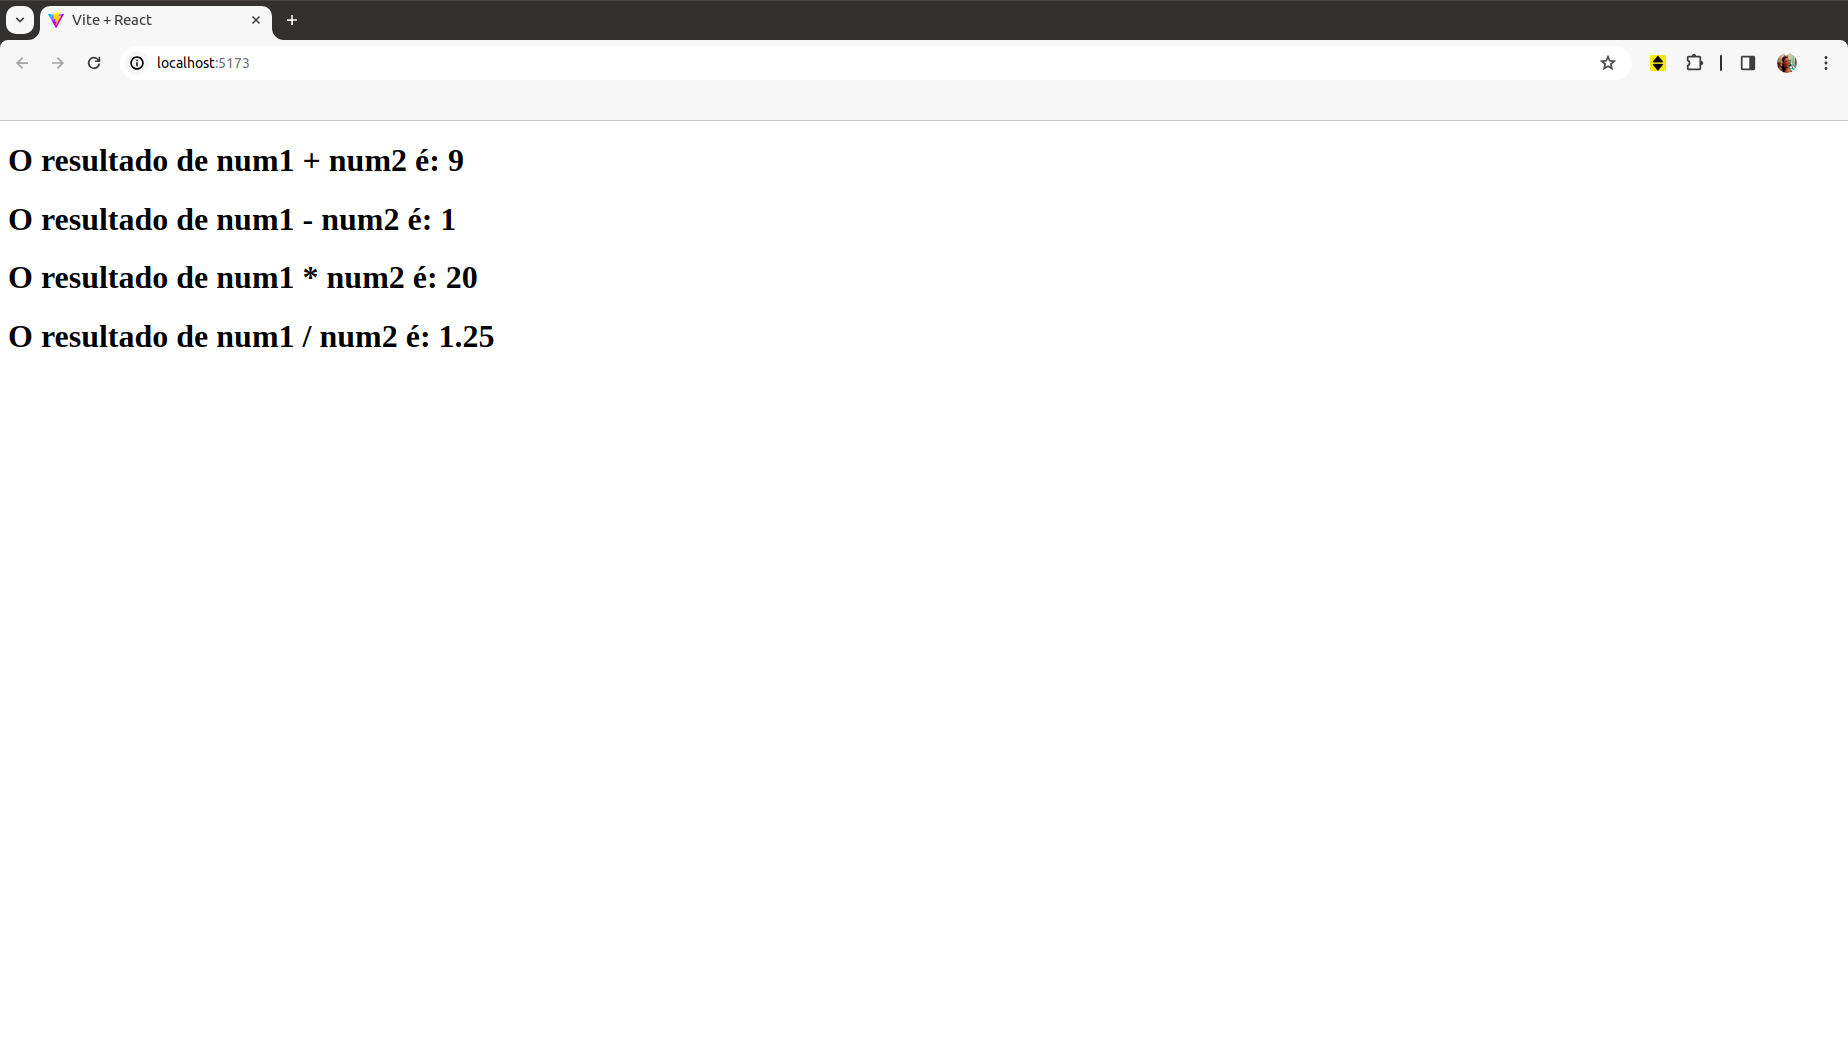 Vite + React
localhost:5173
O resultado de num1 + num2 é: 9
O resultado de num1 - num2 é: 1
O resultado de num1 * num2 é: 20
O resultado de num1 / num2 é: 1.25